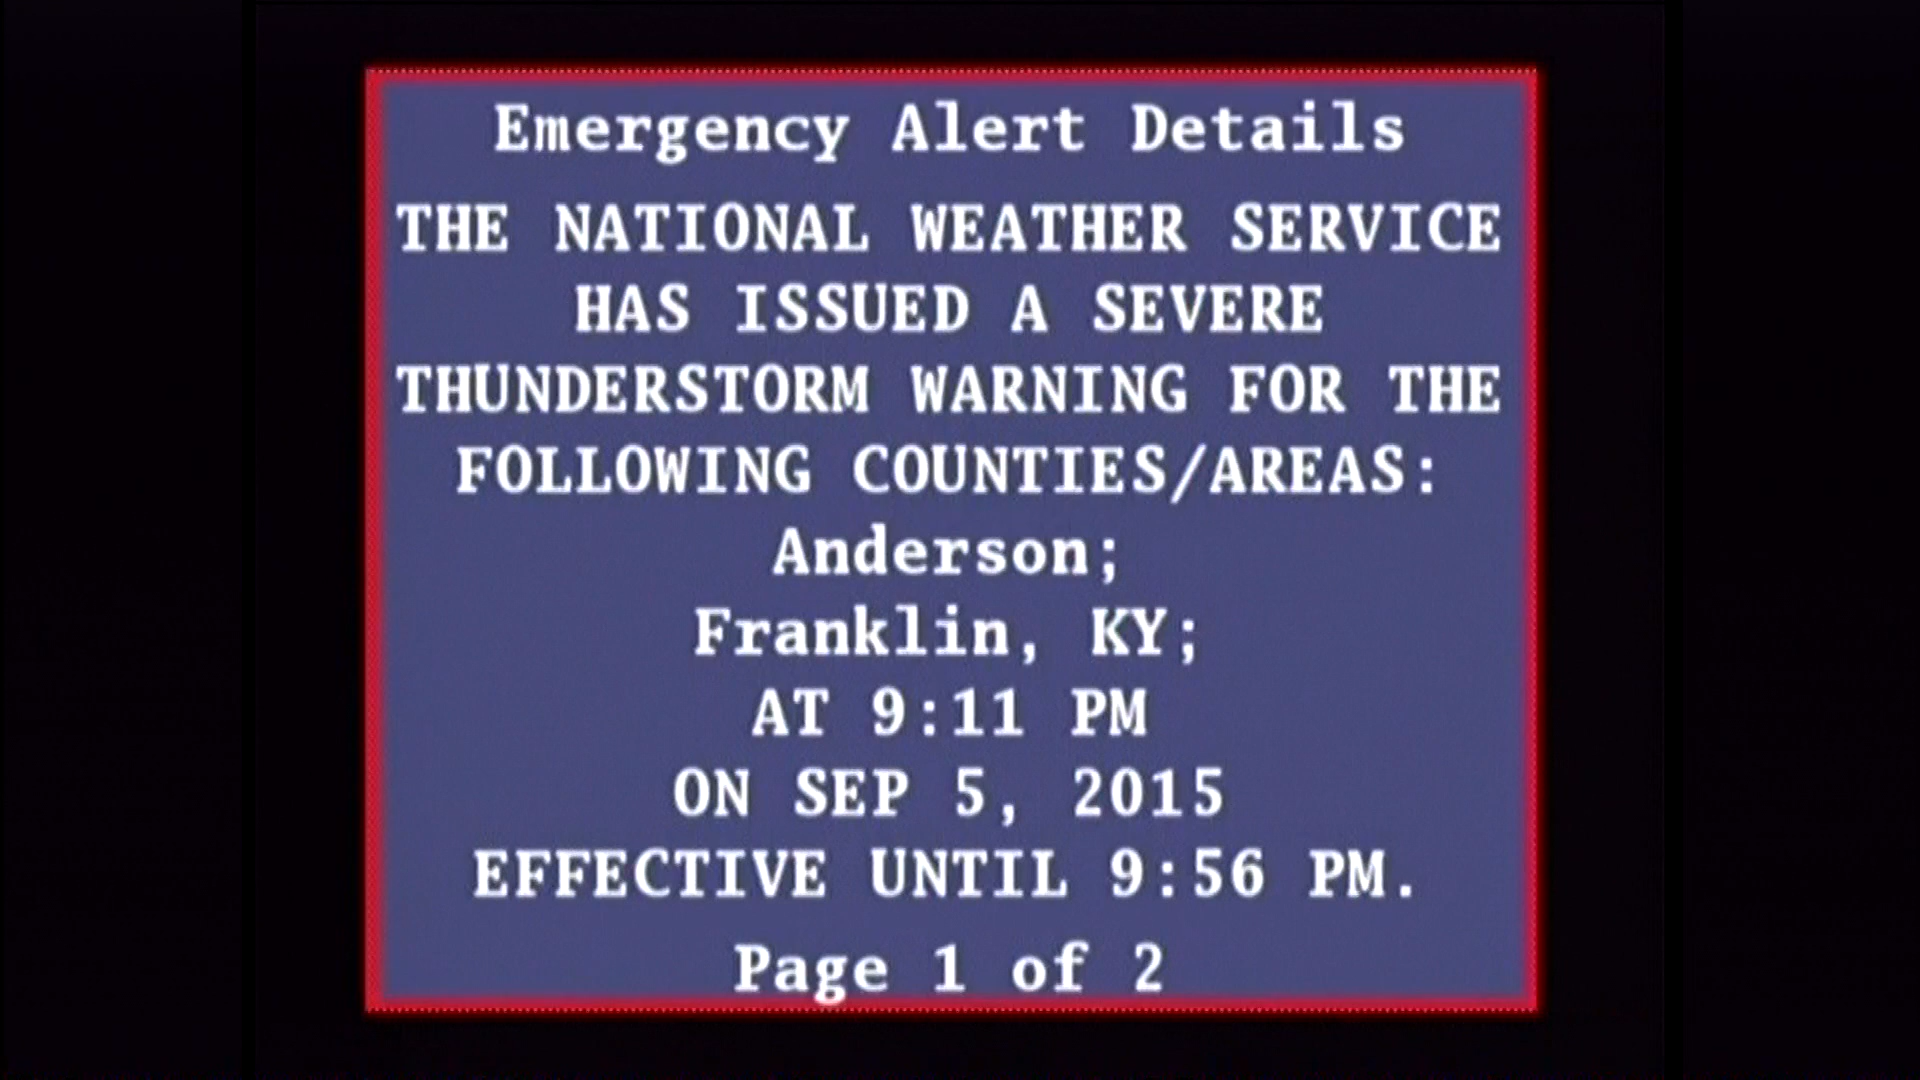 Emergency Alert Details
THE NATIONAL WEATHER SERVICE
HAS ISSUED A SEVERE
THUNDERSTORM WARNING FOR THE
FOLLOWING COUNTIES/AREAS:
Anderson;
Franklin, KY;
AT 9:11 PM
ON SEP 5, 2015
EFFECTIVE UNTIL 9:56 PM.
Page 1 of 2